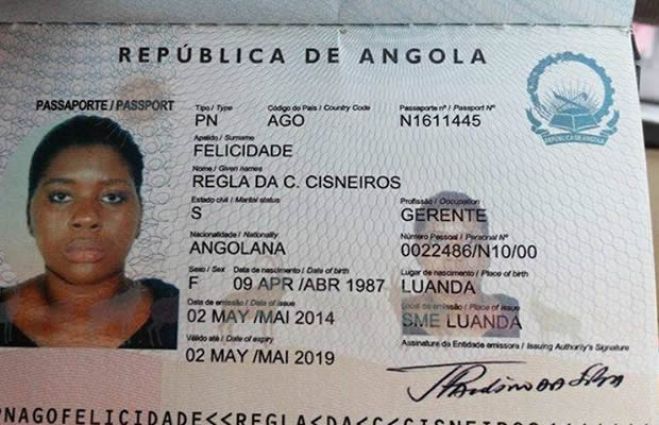 REPÚBLICA DE ANGOLA
PASSAPORTE / PASSPORT
Tipo / Type Código do País / Country Code Passaporte nº / Passport Nº
PN AGO N1611445
Apelido / Surname
FELICIDADE
Nome / Given names
REGLA DA C. CISNEIROS
Estado civil / Marital status Profissão / Occupation
S GERENTE
Nacionalidade / Nationality Número Pessoal / Personal Nº
ANGOLANA 0022486/N10/00
Sexo / Sex Data de nascimento / Date of birth Lugar de nascimento / Place of birth
F 09 APR /ABR 1987 LUANDA
Data de emissão / Date of issue Local de emissão / Place of issue
02 MAY /MAI 2014 SME LUANDA
Válido até / Date of expiry Assinatura da Entidade emissora / Issuing Authority's Signature
02 MAY /MAI 2019
REPÚBLICA DE ANGOLA
PNAGOFELICIDADE<<REGLA<DA<C<CISNEIROS